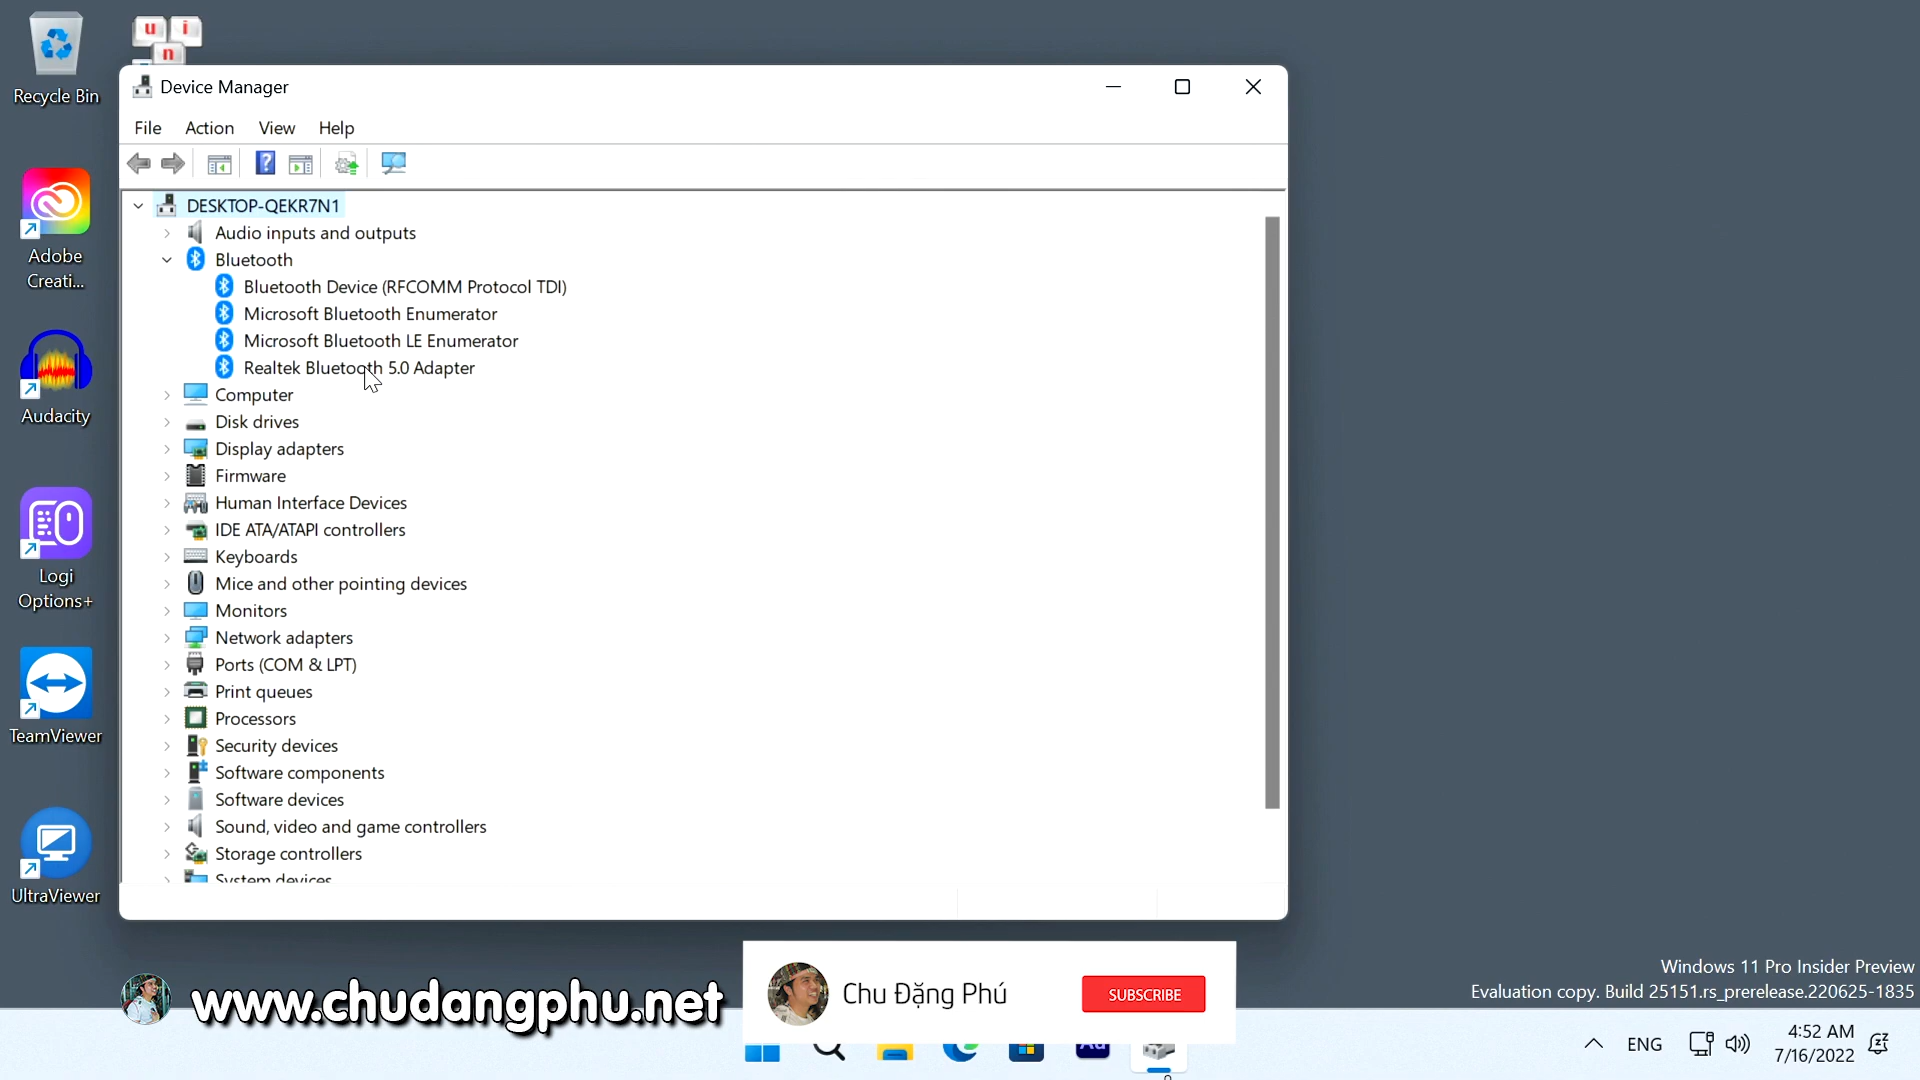 u i
n
Recycle Bin
Adobe
Creati...
Audacity
Logi
Options+
TeamViewer
UltraViewer
Device Manager
File Action View Help
DESKTOP-QEKR7N1
Audio inputs and outputs
Bluetooth
Bluetooth Device (RFCOMM Protocol TDI)
Microsoft Bluetooth Enumerator
Microsoft Bluetooth LE Enumerator
Realtek Bluetooth 5.0 Adapter
Computer
Disk drives
Display adapters
Firmware
Human Interface Devices
IDE ATA/ATAPI controllers
Keyboards
Mice and other pointing devices
Monitors
Network adapters
Ports (COM & LPT)
Print queues
Processors
Security devices
Software components
Software devices
Sound, video and game controllers
Storage controllers
System devices
www.chudangphu.net
Chu Đặng Phú
SUBSCRIBE
Windows 11 Pro Insider Preview
Evaluation copy. Build 25151.rs_prerelease.220625-1835
Au
ENG
4:52 AM
7/16/2022